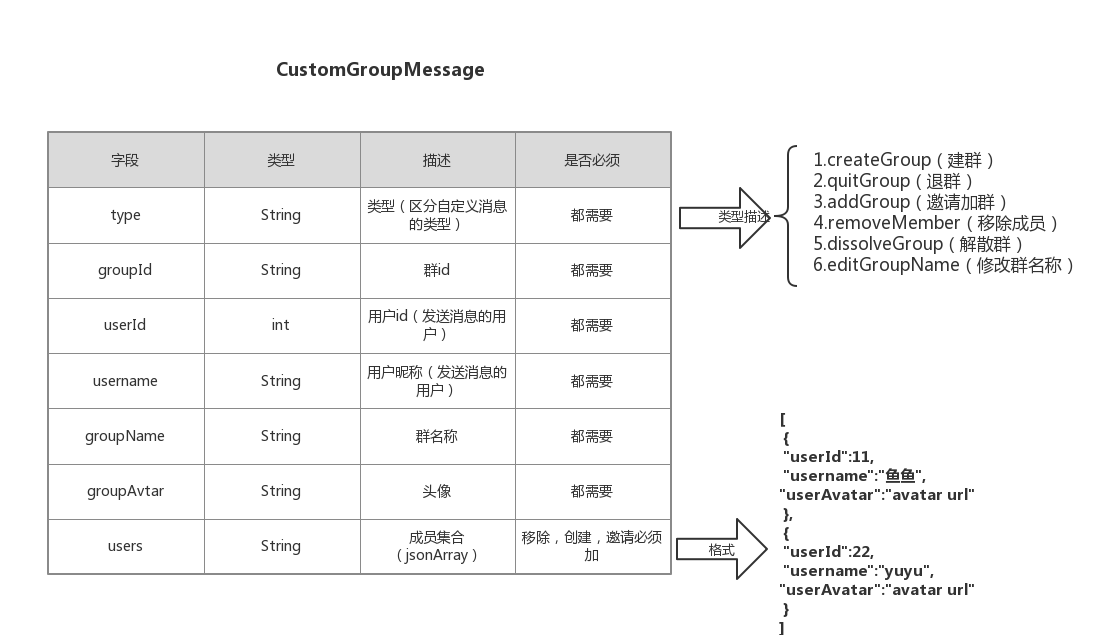 CustomGroupMessage
字段 类型 描述 是否必须
type String 类型（区分自定义消息的类型） 都需要
groupId String 群id 都需要
userId int 用户id（发送消息的用户） 都需要
username String 用户昵称（发送消息的用户） 都需要
groupName String 群名称 都需要
groupAvtar String 头像 都需要
users String 成员集合（jsonArray） 移除，创建，邀请必须加
类型描述
1.createGroup（建群）
2.quitGroup（退群）
3.addGroup（邀请加群）
4.removeMember（移除成员）
5.dissolveGroup（解散群）
6.editGroupName（修改群名称）
格式
[
{
"userId":11,
"username":"鱼鱼",
"userAvatar":"avatar url"
},
{
"userId":22,
"username":"yuyu",
"userAvatar":"avatar url"
}
]